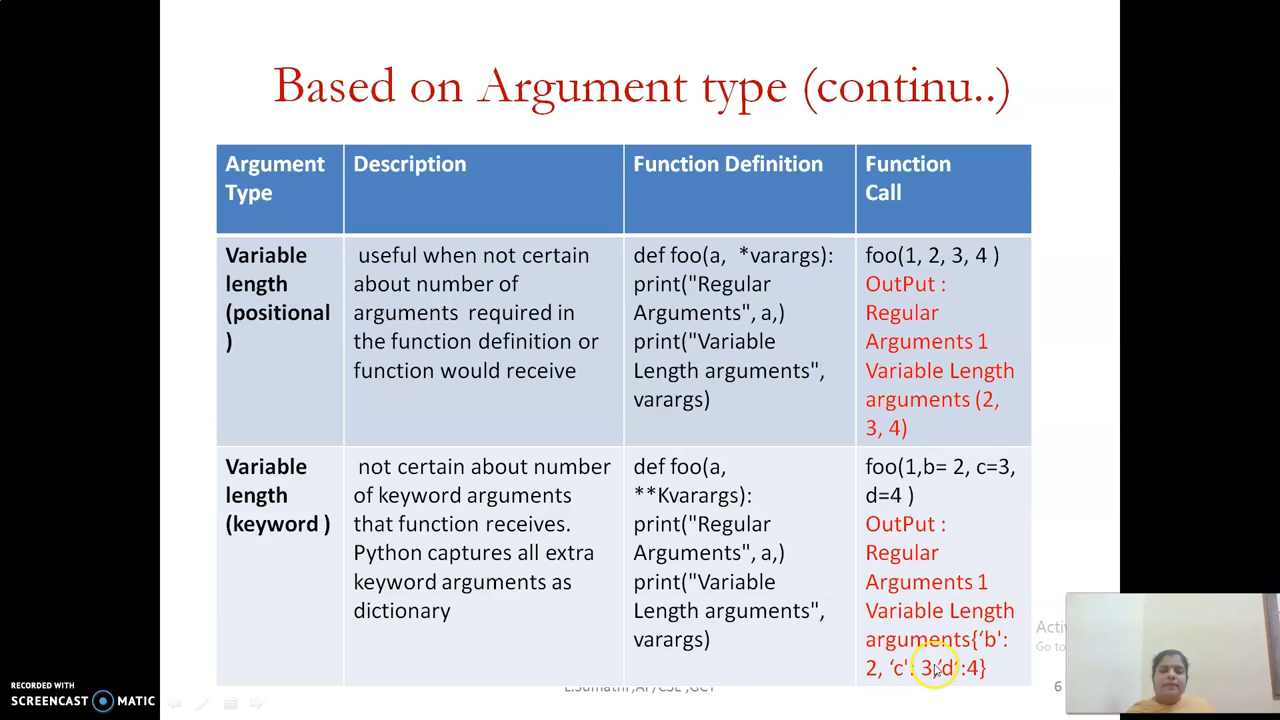 Based on Argument type (continu..)
Argument
Type
Description
Function Definition
Function
Call
Variable
length
(positional
)
useful when not certain
about number of
arguments required in
the function definition or
function would receive
def foo(a, *varargs):
print("Regular
Arguments", a,)
print("Variable
Length arguments",
varargs)
foo(1, 2, 3, 4 )
OutPut :
Regular
Arguments 1
Variable Length
arguments (2,
3, 4)
Variable
length
(keyword )
not certain about number
of keyword arguments
that function receives.
Python captures all extra
keyword arguments as
dictionary
def foo(a,
**Kvarargs):
print("Regular
Arguments", a,)
print("Variable
Length arguments",
varargs)
foo(1,b= 2, c=3,
d=4 )
OutPut :
Regular
Arguments 1
Variable Length
arguments{‘b':
2, ‘c': 3,‘d':4}
Go to
6
RECORDED WITH
SCREENCAST MATIC